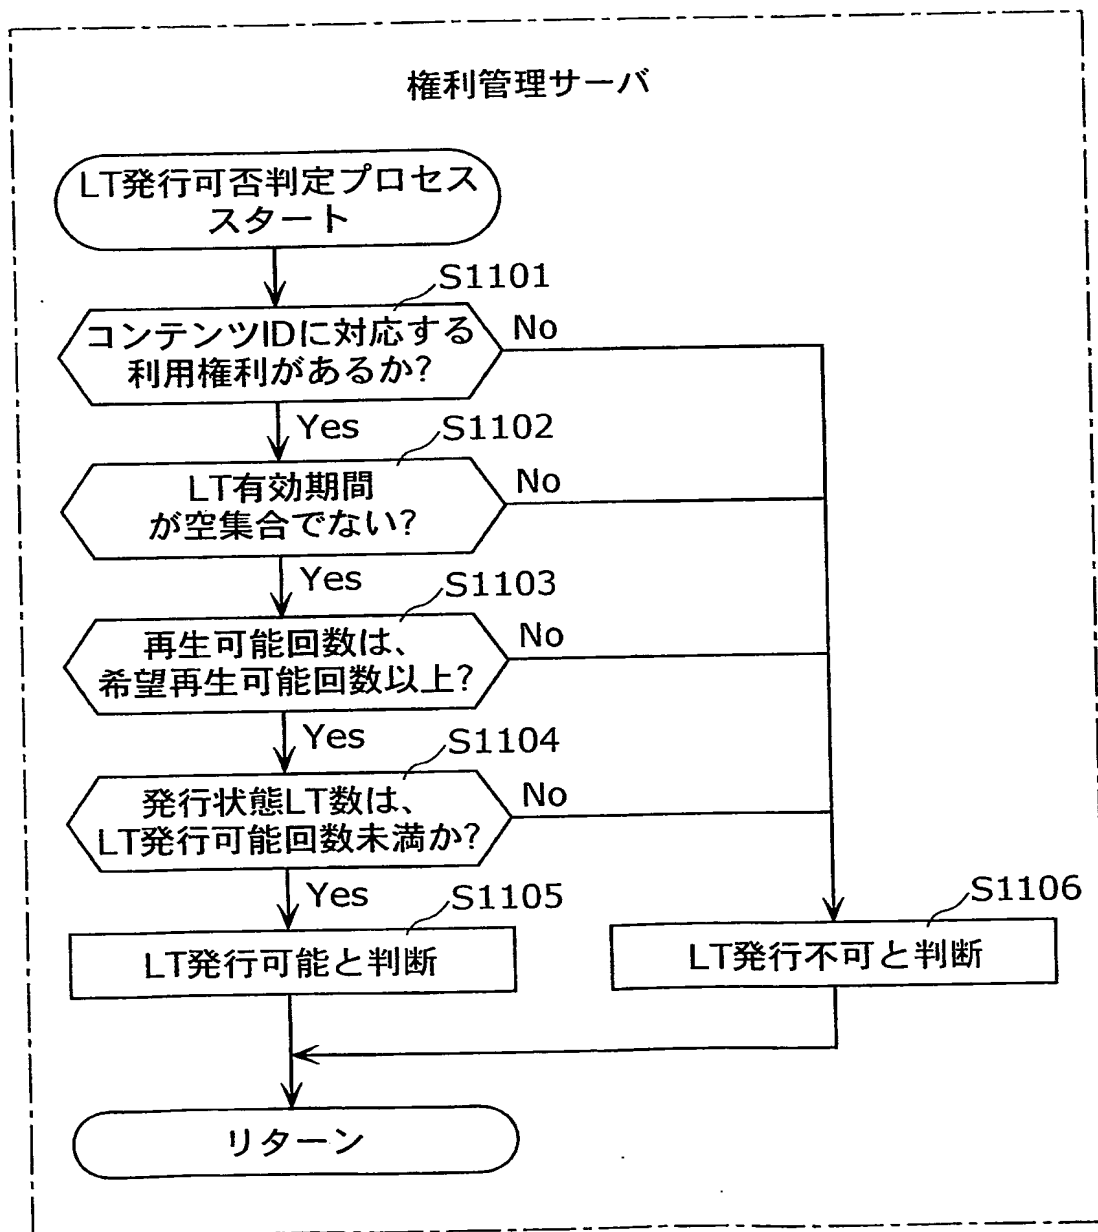 権利管理サーバ
LT発行可否判定プロセス
スタート
S1101
コンテンツIDに対応する
利用権利があるか?
No
Yes
S1102
LT有効期間
が空集合でない?
No
Yes
S1103
再生可能回数は、
希望再生可能回数以上?
No
Yes
S1104
発行状態LT数は、
LT発行可能回数未満か?
No
Yes
S1105
LT発行可能と判断
S1106
LT発行不可と判断
リターン